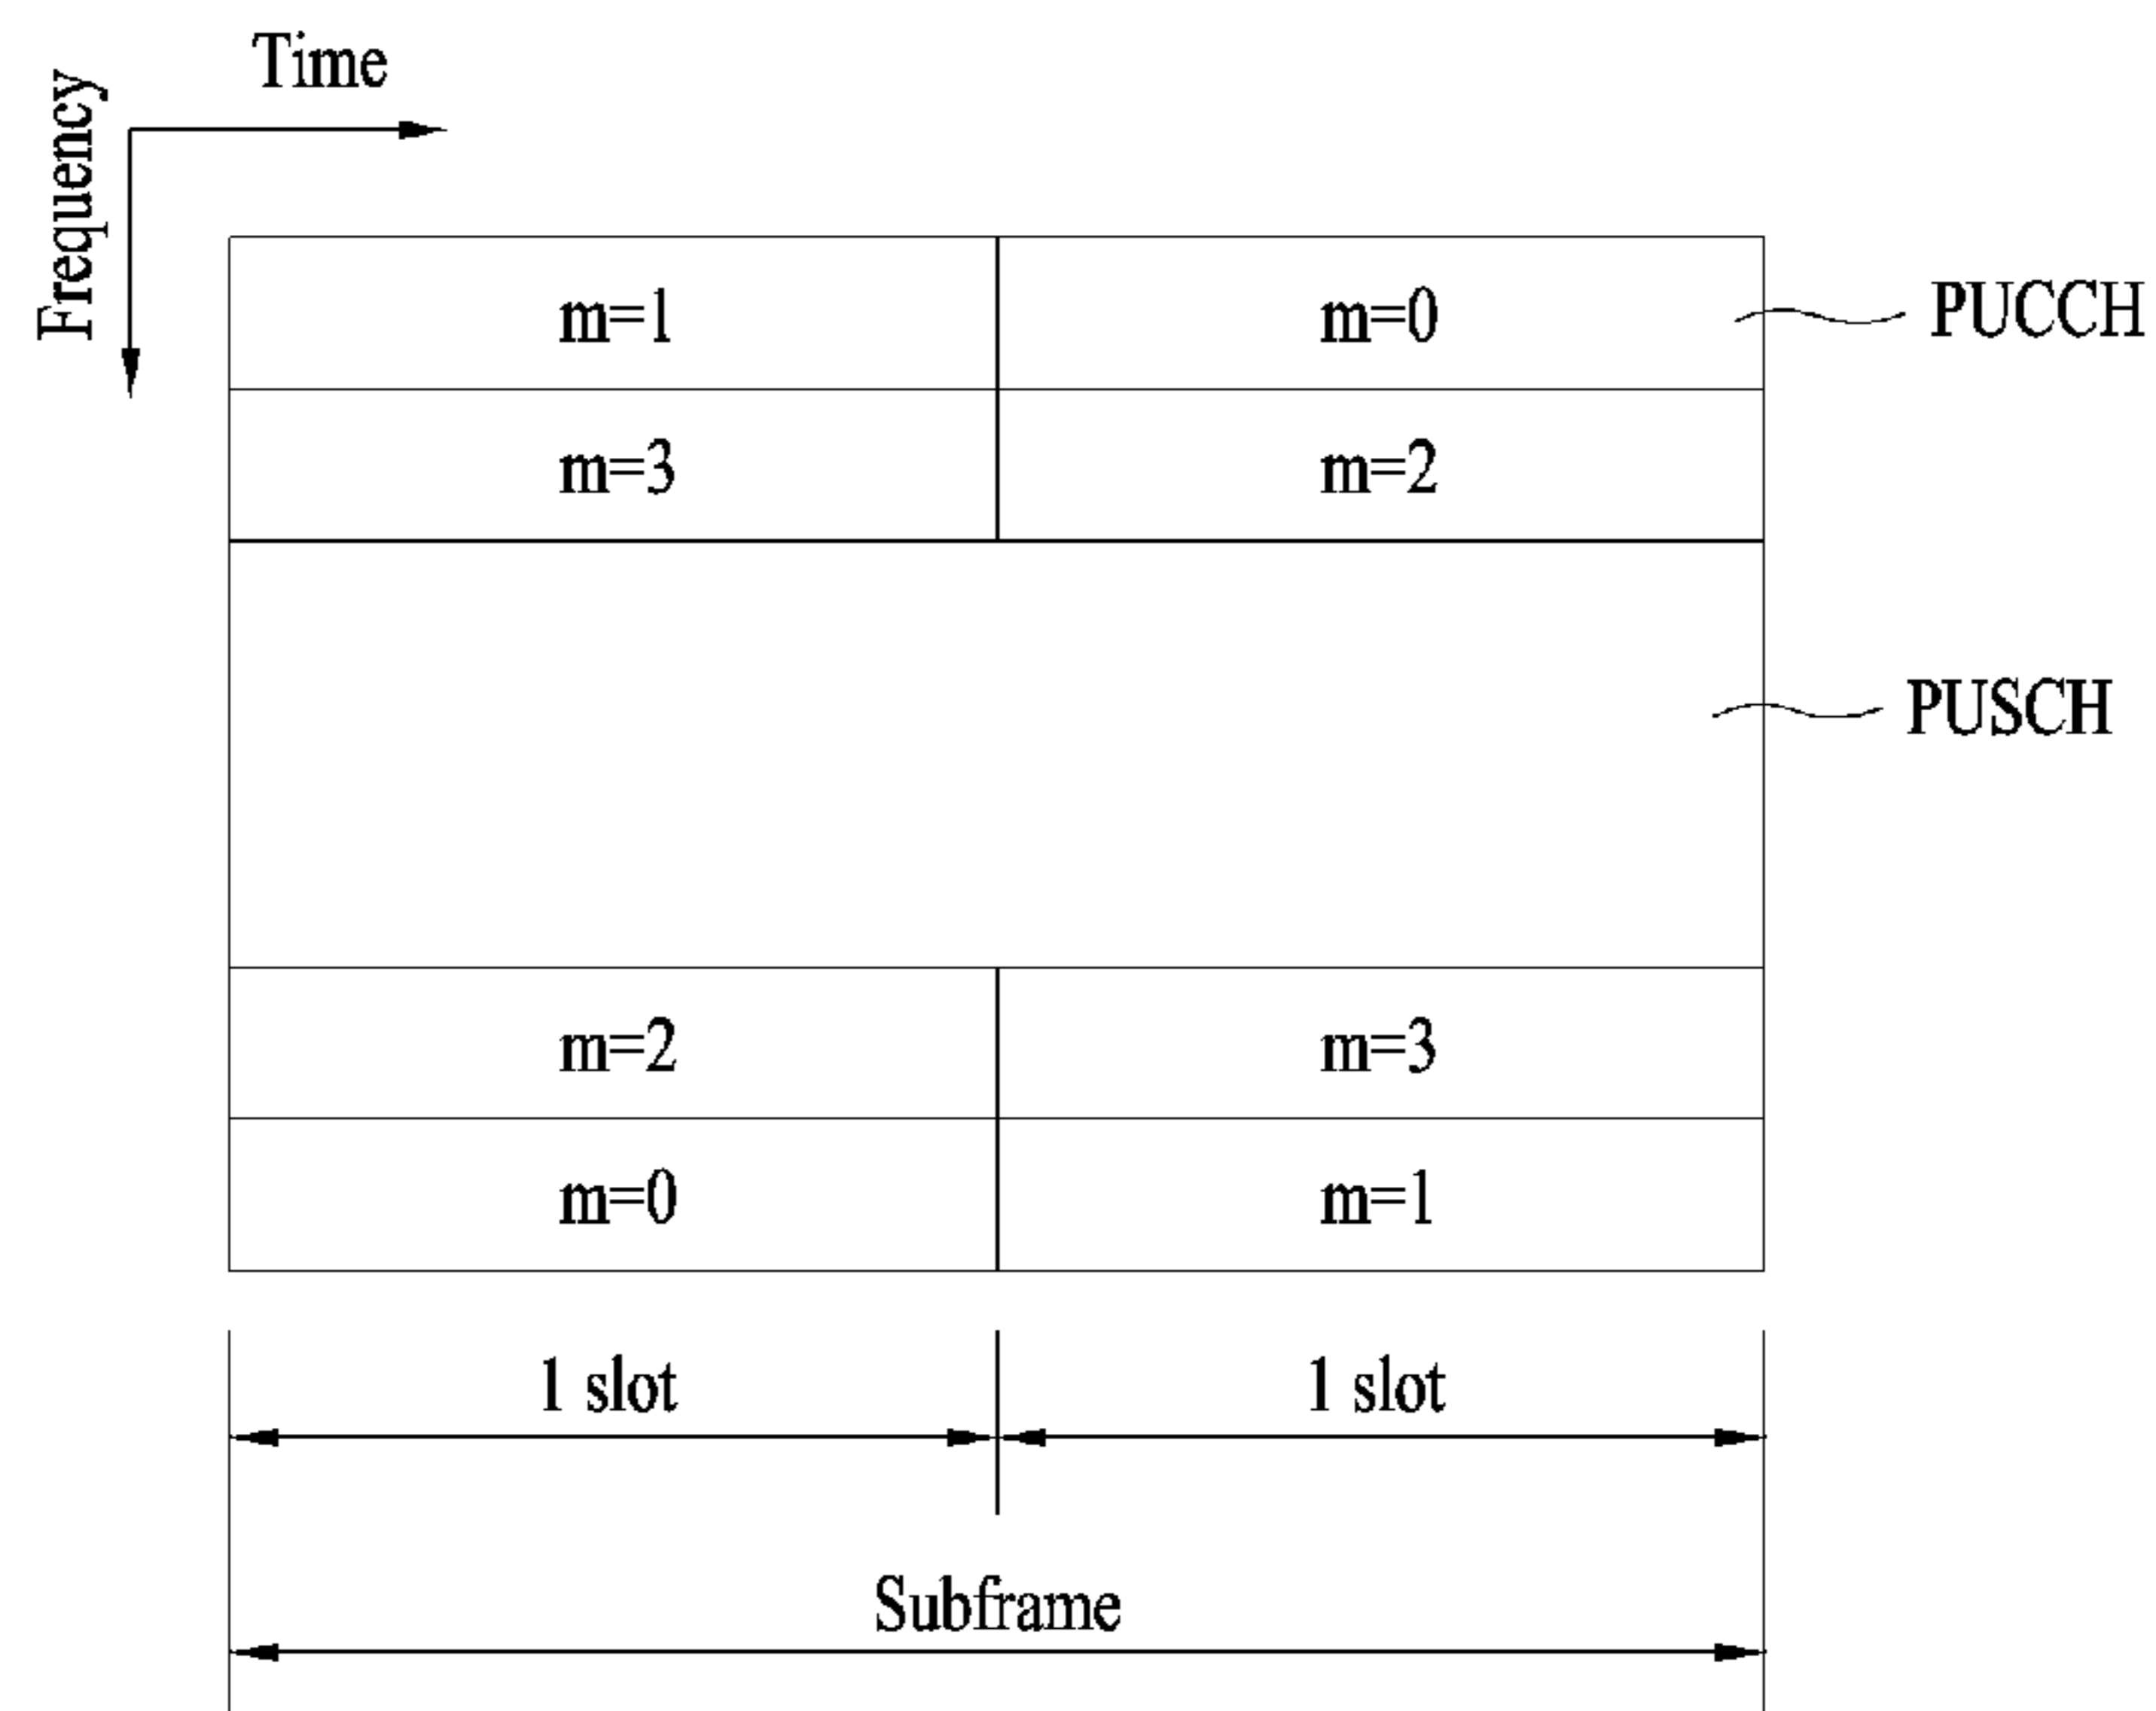 Time
Frequency
m=1
m=0
PUCCH
m=3
m=2
PUSCH
m=2
m=3
m=0
m=1
1 slot
1 slot
Subframe